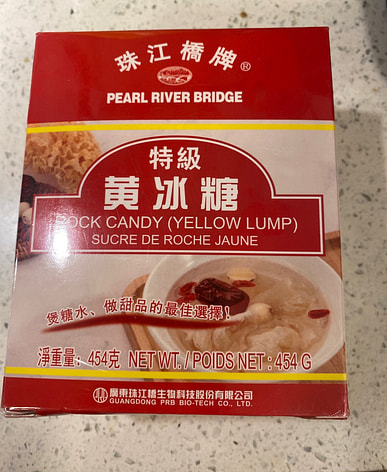 珠江橋牌®
PEARL RIVER BRIDGE
特級
黃冰糖
ROCK CANDY (YELLOW LUMP)
SUCRE DE ROCHE JAUNE
煲糖水、做甜品的最佳選擇!
淨重量: 454克 NET WT. / POIDS NET : 454 G
廣東珠江橋生物科技股份有限公司
GUANGDONG PRB BIO-TECH CO., LTD.